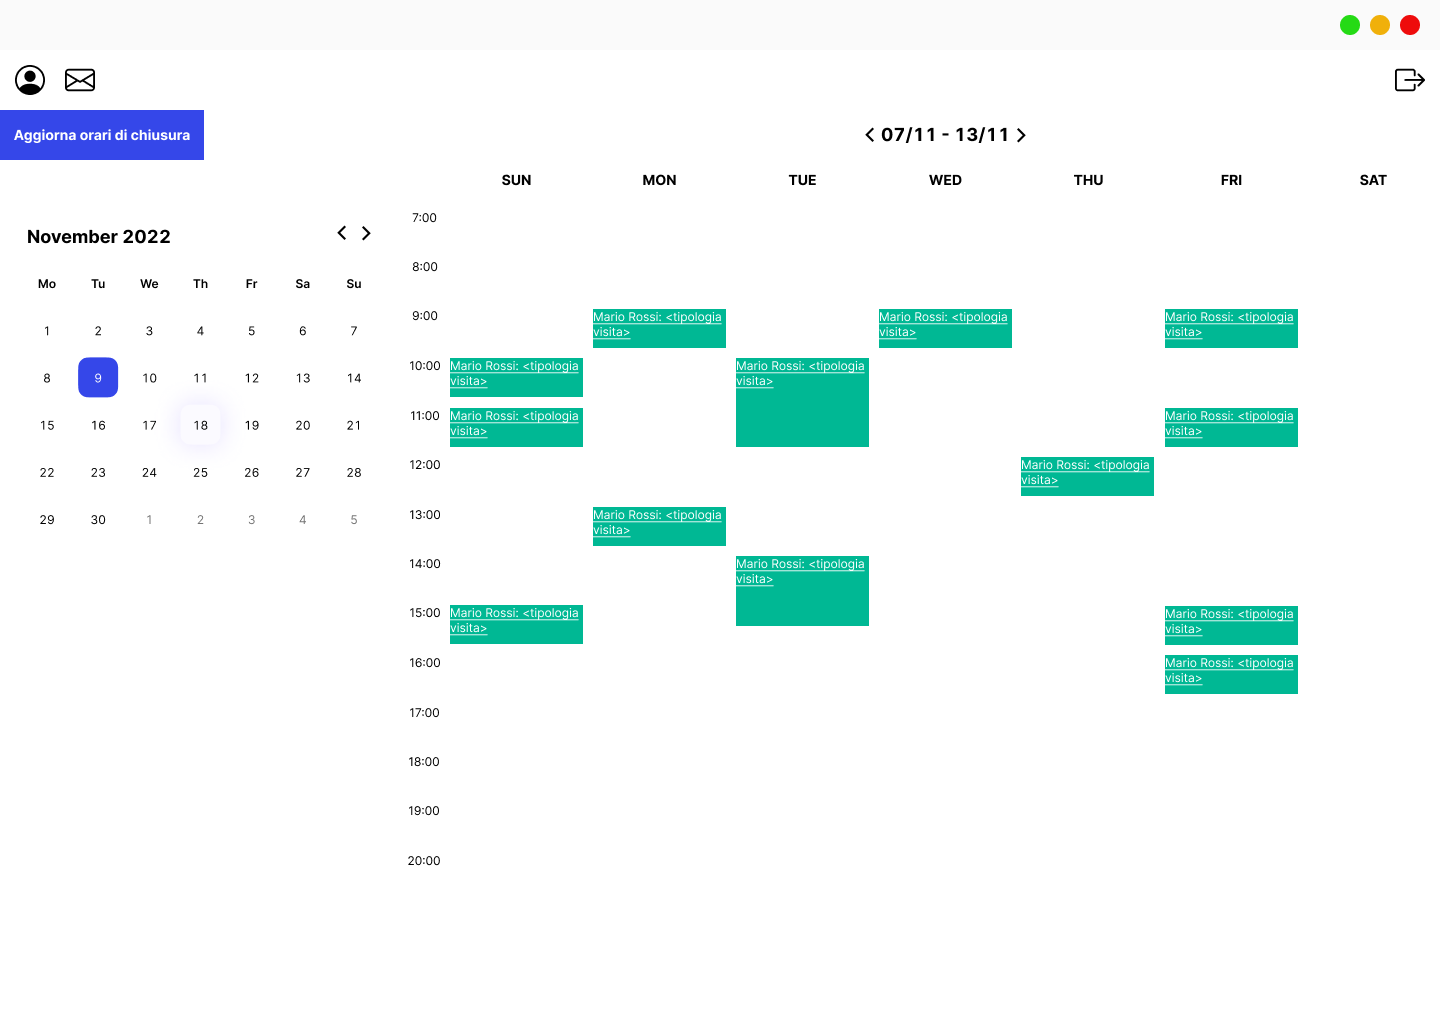 Aggiorna orari di chiusura
07/11 - 13/11
November 2022
Mo Tu We Th Fr Sa Su
1 2 3 4 5 6 7
8 9 10 11 12 13 14
15 16 17 18 19 20 21
22 23 24 25 26 27 28
29 30 1 2 3 4 5
SUN MON TUE WED THU FRI SAT
7:00
8:00
9:00
Mario Rossi: <tipologia
visita>
Mario Rossi: <tipologia
visita>
Mario Rossi: <tipologia
visita>
10:00
Mario Rossi: <tipologia
visita>
Mario Rossi: <tipologia
visita>
11:00
Mario Rossi: <tipologia
visita>
Mario Rossi: <tipologia
visita>
12:00
Mario Rossi: <tipologia
visita>
13:00
Mario Rossi: <tipologia
visita>
14:00
Mario Rossi: <tipologia
visita>
15:00
Mario Rossi: <tipologia
visita>
Mario Rossi: <tipologia
visita>
16:00
Mario Rossi: <tipologia
visita>
17:00
18:00
19:00
20:00